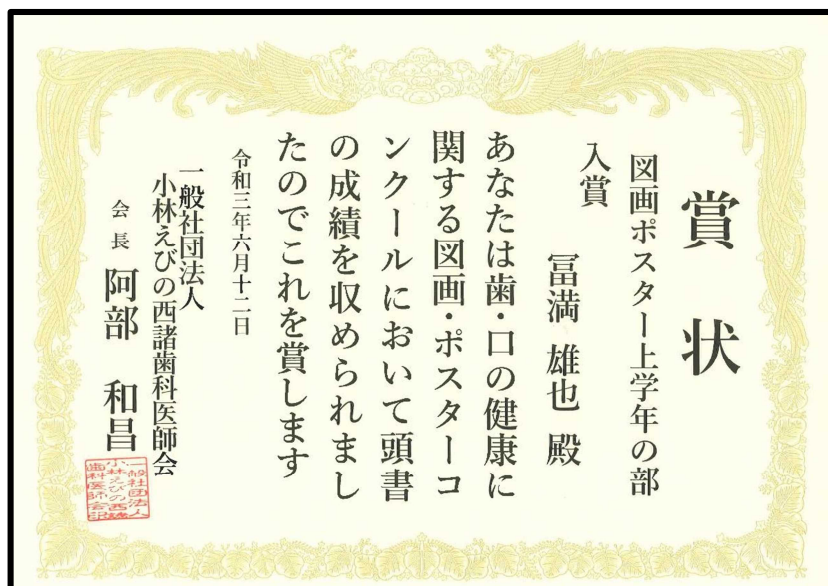 賞状
図画ポスター上学年の部
入賞
冨満 雄也 殿
あなたは歯・口の健康に
関する図画・ポスターコ
ンクールにおいて頭書
の成績を収められまし
たのでこれを賞します
令和三年六月十二日
一般社団法人
小林えびの西諸歯科医師会
会長 阿部 和昌
一般社団法人
小林えびの西諸
歯科医師会印